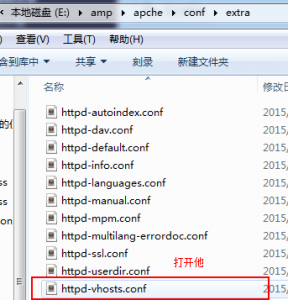 本地磁盘 (E:) ▸ amp ▸ apche ▸ conf ▸ extra
查看(V) 工具(T) 帮助(H)
含到库中 共享 刻录 新建文件夹
名称 修改日
httpd-autoindex.conf 2015/
httpd-dav.conf 2015/
httpd-default.conf 2015/
httpd-info.conf 2015/
httpd-languages.conf 2015/
httpd-manual.conf 2015/
httpd-mpm.conf 2015/
httpd-multilang-errordoc.conf 2015/
httpd-ssl.conf 2015/
打开他
httpd-userdir.conf 2015/
httpd-vhosts.conf 2015/